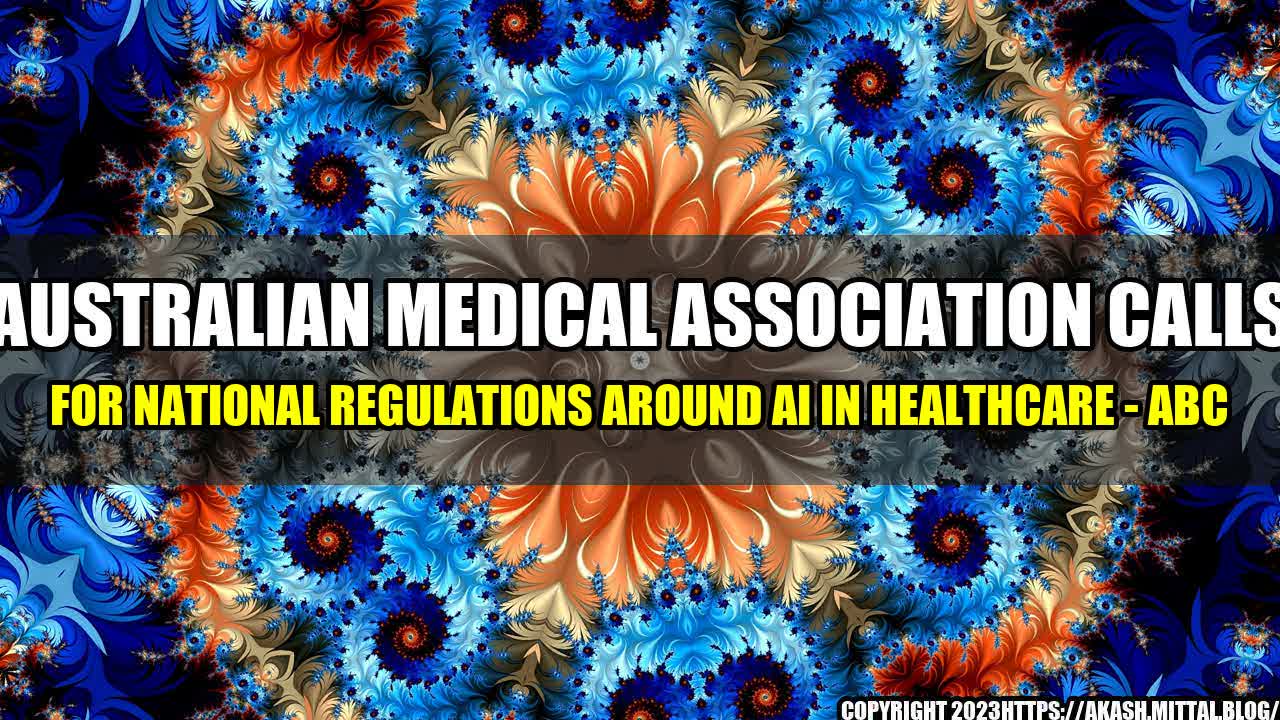 AUSTRALIAN MEDICAL ASSOCIATION CALLS
FOR NATIONAL REGULATIONS AROUND AI IN HEALTHCARE - ABC
COPYRIGHT 2023HTTPS://AKASH.MITTAL.BLOG/